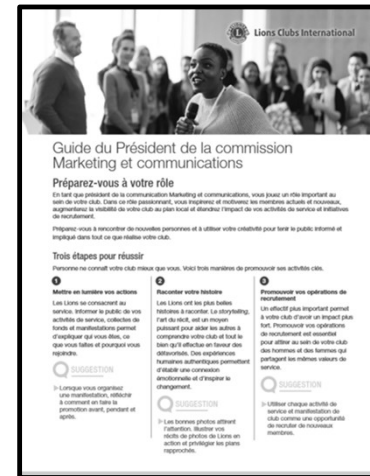 Lions Clubs International
Guide du Président de la commission
Marketing et communications
Préparez-vous à votre rôle
En tant que président de la communication Marketing et communications, vous jouez un rôle important au
sein de votre club. Dans ce rôle passionnant, vous inspirerez et motiverez les membres actuels et nouveaux,
augmenterez la visibilité de votre club au plan local et étendrez l'impact de vos activités de service et initiatives
de recrutement.
Préparez-vous à rencontrer de nouvelles personnes et à utiliser votre créativité pour tenir le public informé et
impliqué dans tout ce que réalise votre club.
Trois étapes pour réussir
Personne ne connaît votre club mieux que vous. Voici trois manières de promouvoir ses activités clés.
1
Mettre en lumière vos actions
Les Lions se consacrent au
service. Informer le public de vos
activités de service, collectes de
fonds et manifestations permet
d'expliquer qui vous êtes, ce
que vous faites et pourquoi vous
rejoindre.
SUGGESTION
Lorsque vous organisez
une manifestation, réfléchir
à comment en faire la
promotion avant, pendant et
après.
2
Raconter votre histoire
Les Lions ont les plus belles
histoires à raconter. Le storytelling,
l'art du récit, est un moyen
puissant pour aider les autres à
comprendre votre club et tout le
bien qu'il effectue en faveur des
défavorisés. Des expériences
humaines authentiques permettent
d'établir une connexion
émotionnelle et d'inspirer le
changement.
SUGGESTION
Les bonnes photos attirent
l'attention. Illustrer vos
récits de photos de Lions en
action et privilégier les plans
rapprochés.
3
Promouvoir vos opérations de
recrutement
Un effectif plus important permet
à votre club d'avoir un impact plus
fort. Promouvoir vos opérations
de recrutement est essentiel
pour attirer au sein de votre club
des hommes et des femmes qui
partagent les mêmes valeurs de
service.
SUGGESTION
Utiliser chaque activité de
service et manifestation de
club comme une opportunité
de recruter de nouveaux
membres.